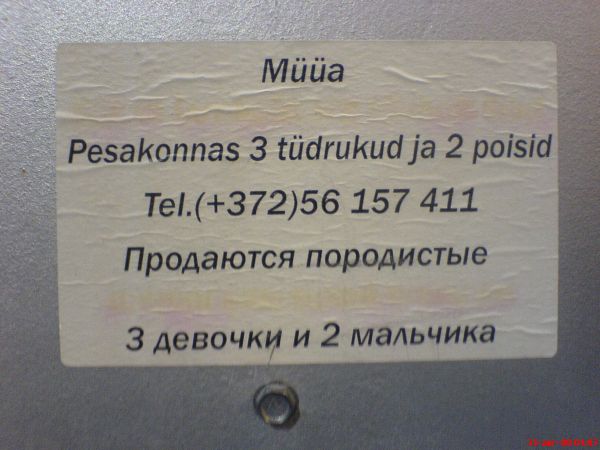 Müüa
Pesakonnas 3 tüdrukud ja 2 poisid
Tel.(+372)56 157 411
Продаются породистые
3 девочки и 2 мальчика